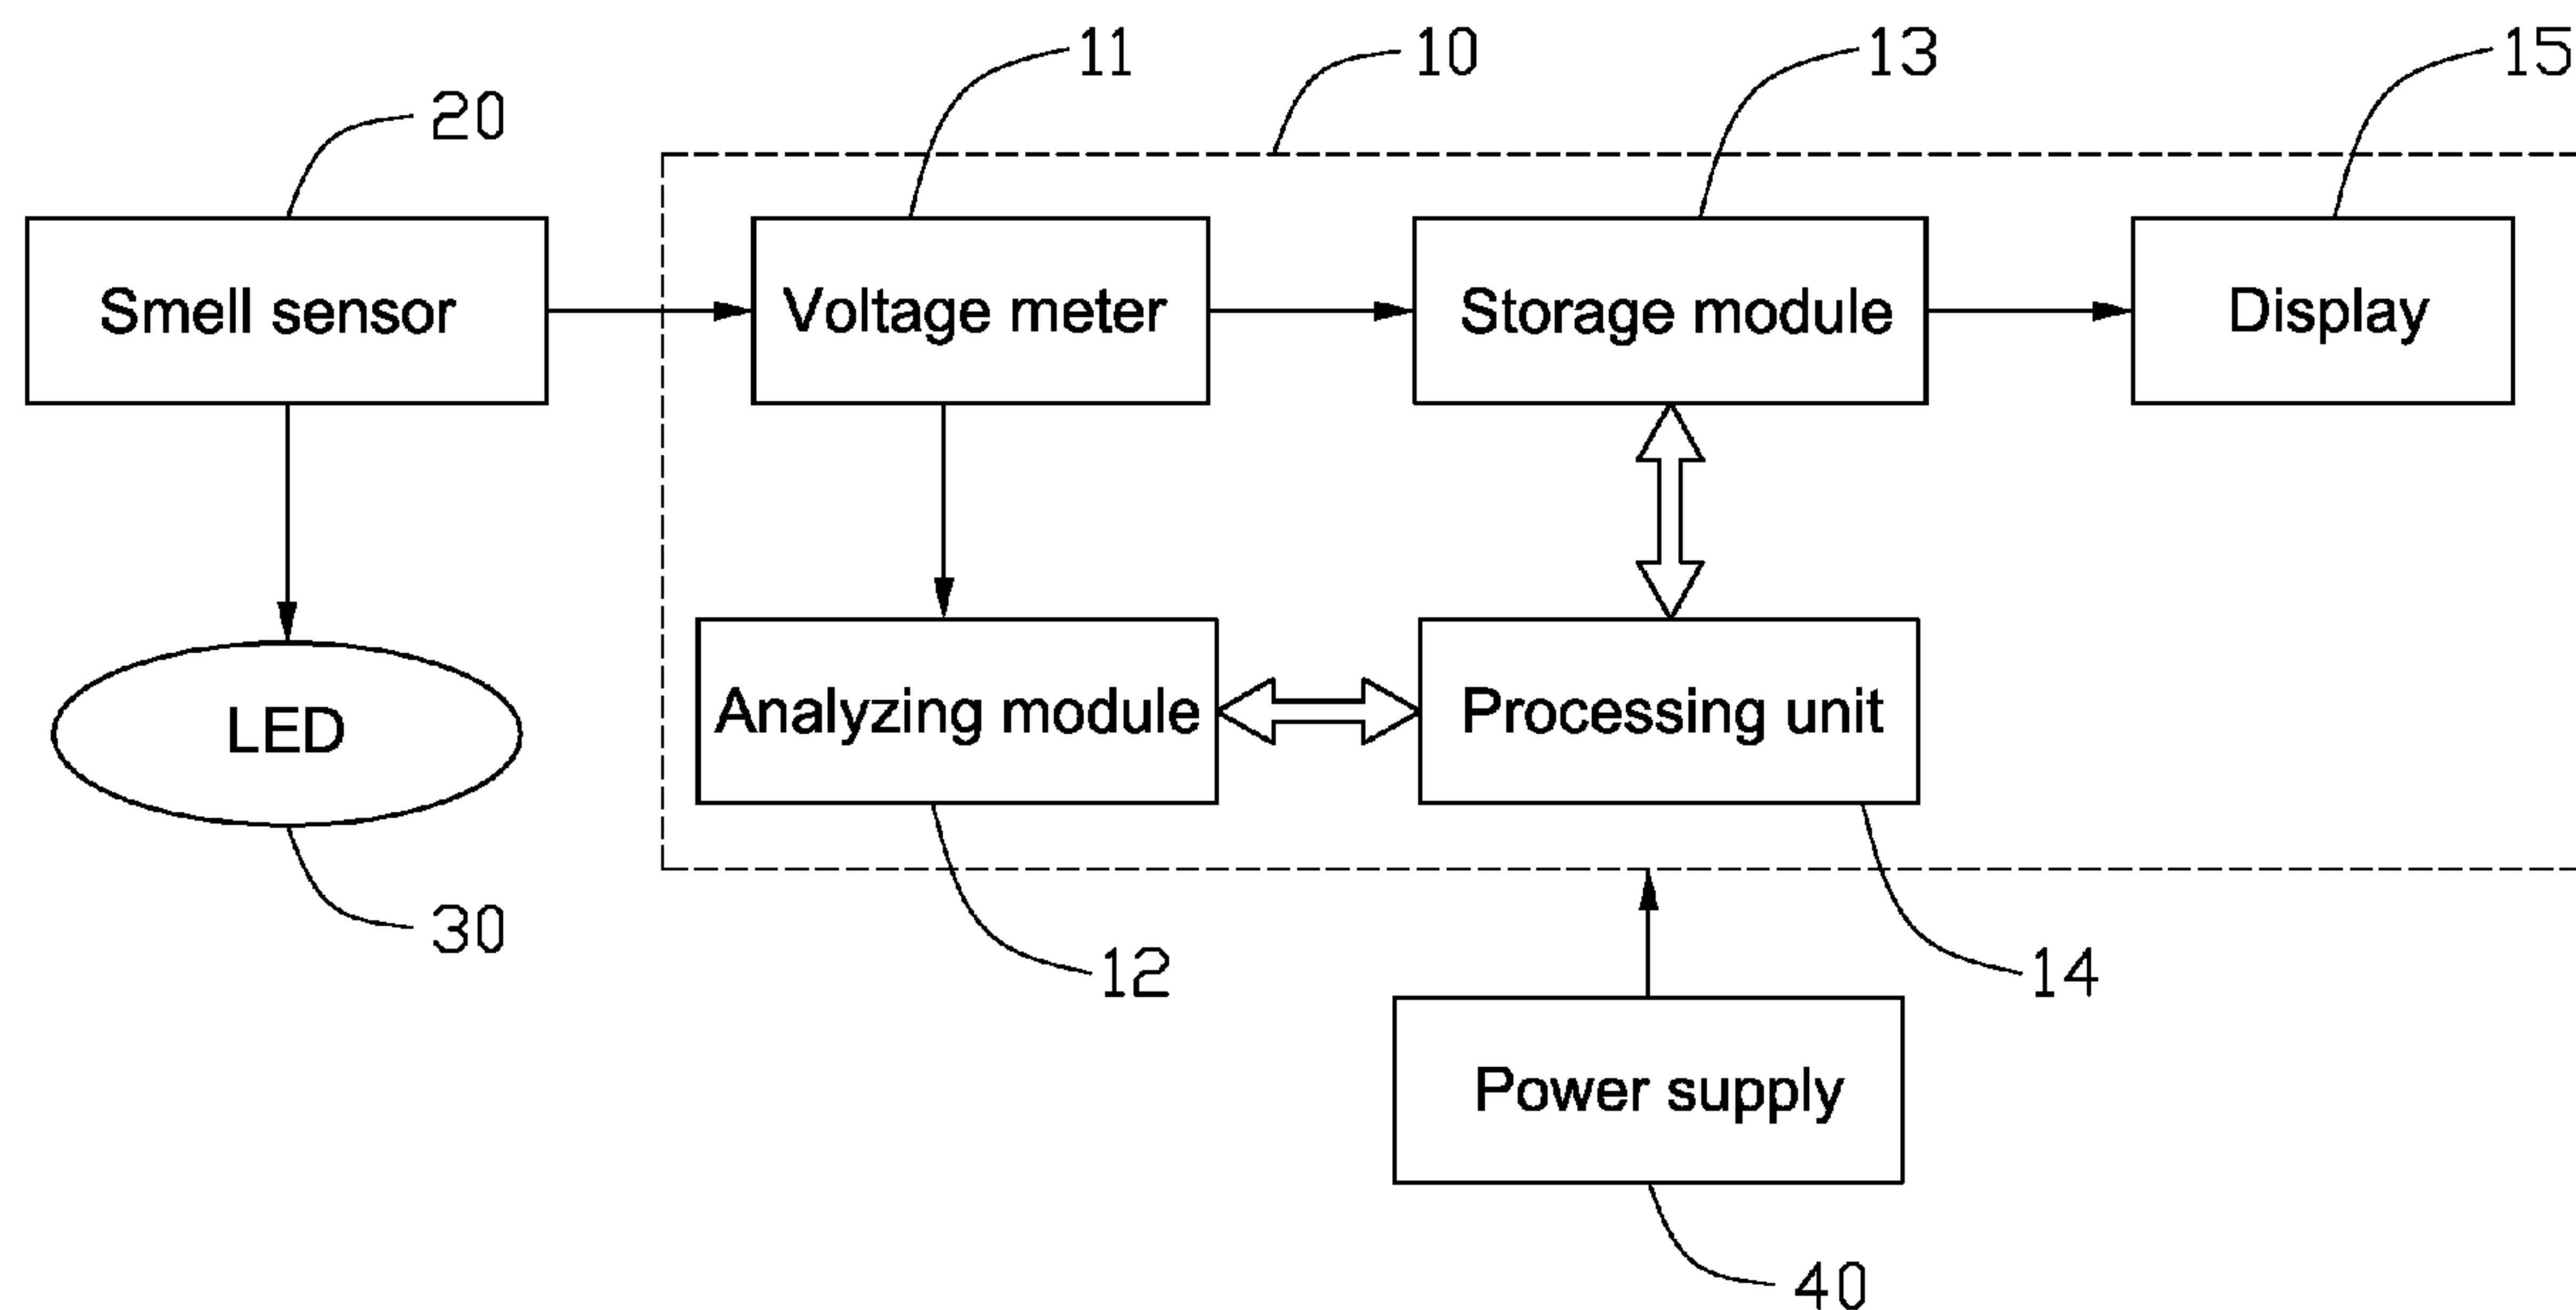 11
10
13
15
20
Smell sensor
Voltage meter
Storage module
Display
LED
Analyzing module
Processing unit
30
12
14
Power supply
40